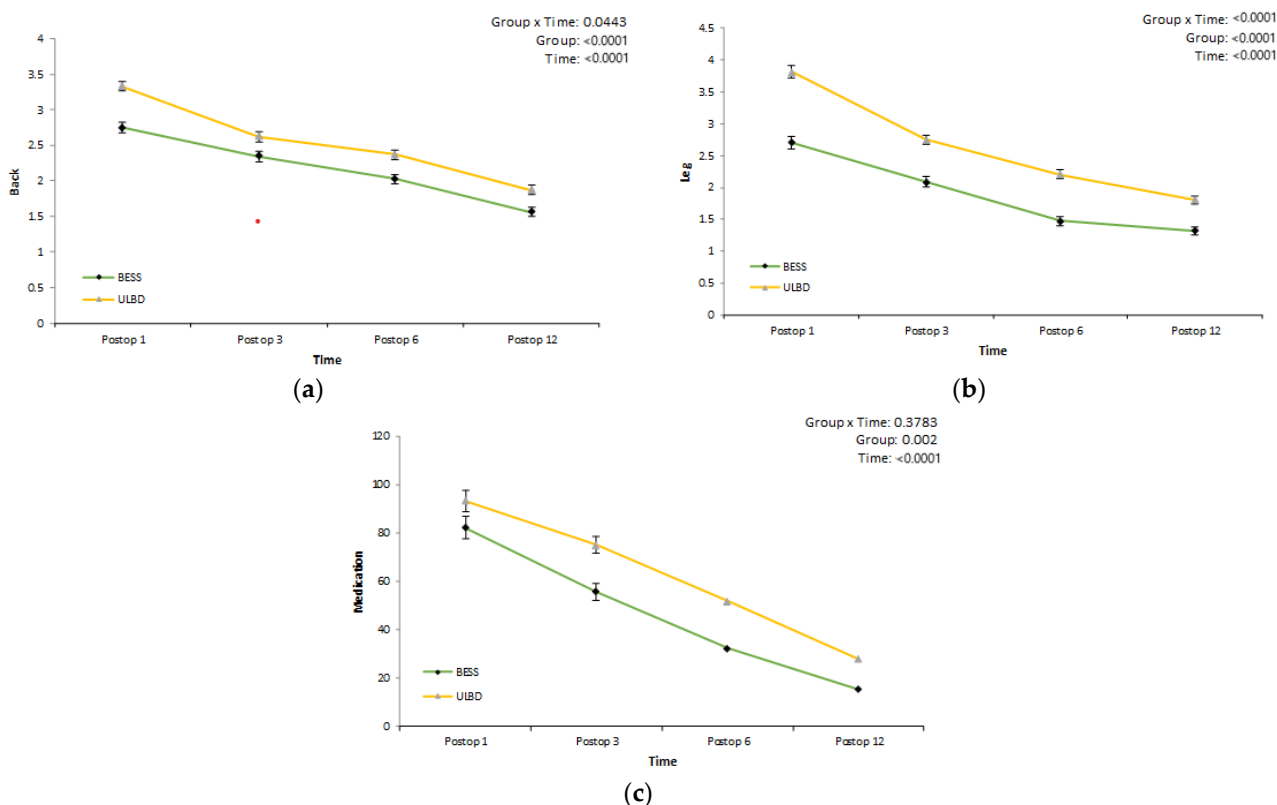 Group x Time: 0.0443
Group: <0.0001
Time: <0.0001
4
3.5
3
2.5
2
1.5
1
0.5
0
Back
BESS
ULBD
Postop 1 Postop 3 Postop 6 Postop 12
Time
(a)
Group x Time: <0.0001
Group: <0.0001
Time: <0.0001
4.5
4
3.5
3
2.5
2
1.5
1
0.5
0
Leg
BESS
ULBD
Postop 1 Postop 3 Postop 6 Postop 12
Time
(b)
Group x Time: 0.3783
Group: 0.002
Time: <0.0001
120
100
80
60
40
20
0
Medication
BESS
ULBD
Postop 1 Postop 3 Postop 6 Postop 12
Time
(c)